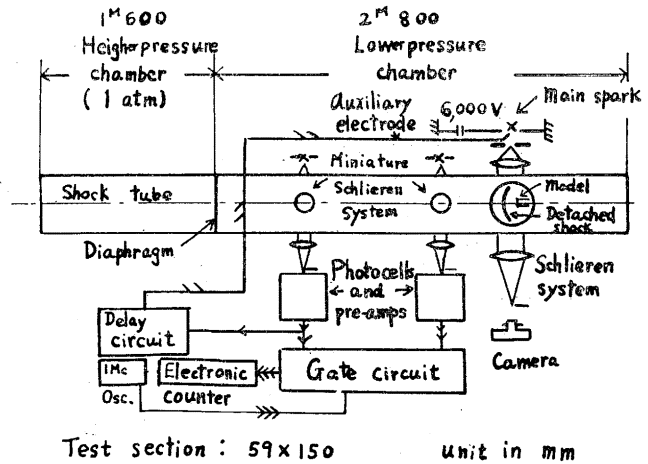 1ᴹ600
Heigherpressure
chamber
( 1 atm)
2ᴹ800
Lowerpressure
chamber
Auxiliary
electrode
6,000V
Main spark
Miniature
Schlieren
system
Shock tube
Model
Detached
shock
Diaphragm
Photocells
and
pre-amps
Schlieren
system
Delay
circuit
Camera
1Mc
Osc.
Electronic
counter
Gate circuit
Test section : 59×150 unit in mm